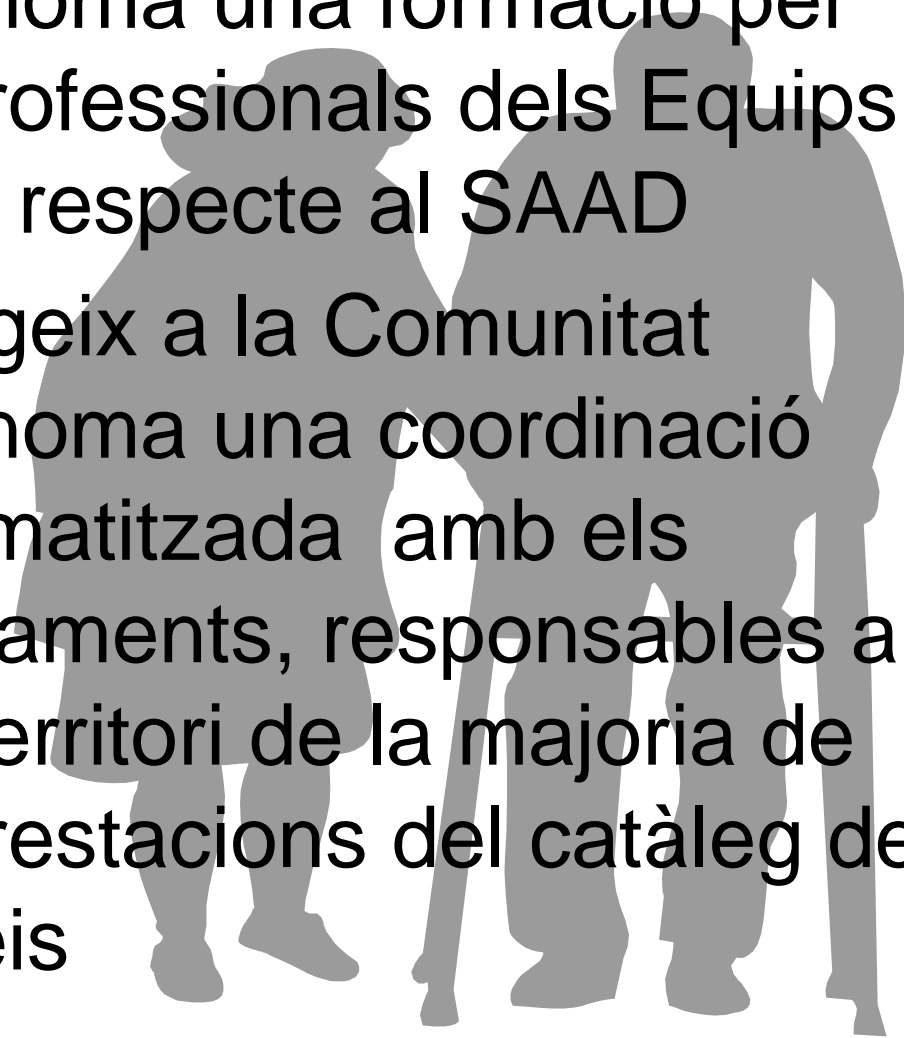 noma una formació per
rofessionals dels Equips
respecte al SAAD
geix a la Comunitat
noma una coordinació
matitzada amb els
aments, responsables a
erritori de la majoria de
restacions del catàleg de
eis